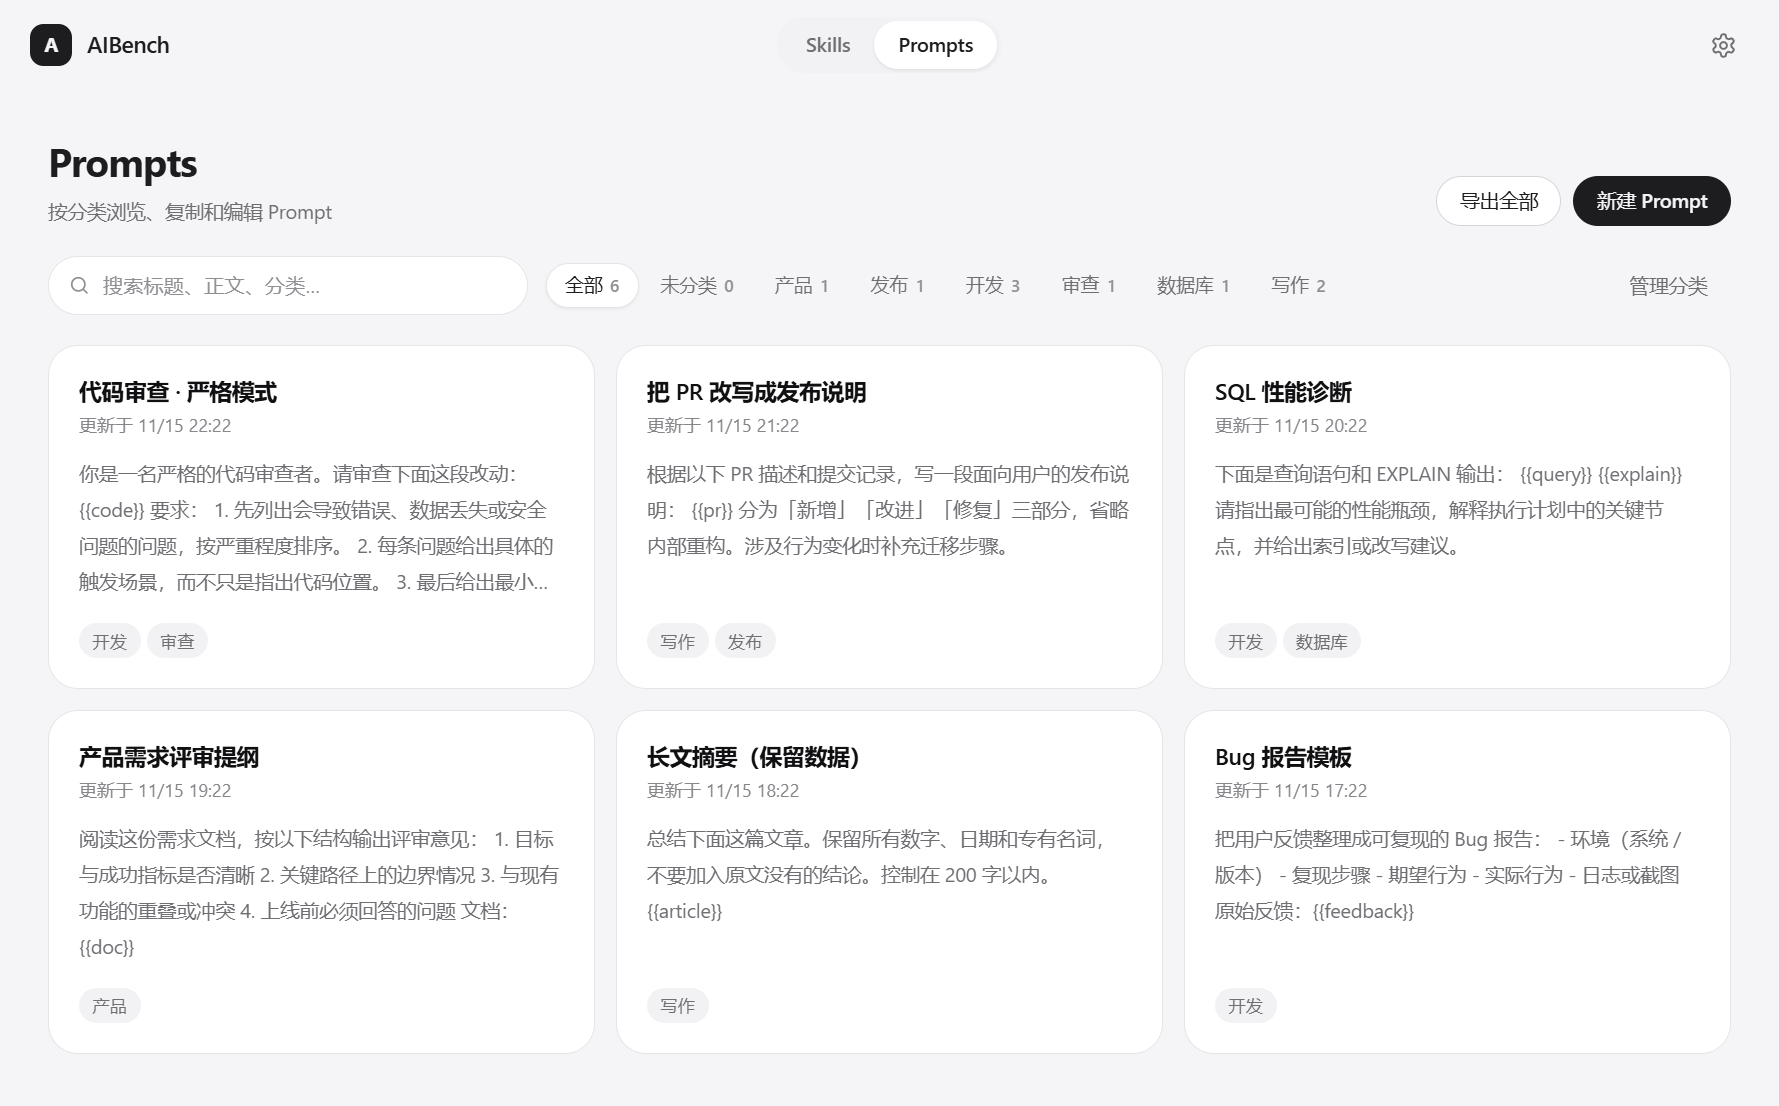 A AIBench
Skills Prompts
Prompts
按分类浏览、复制和编辑 Prompt
导出全部 新建 Prompt
搜索标题、正文、分类...
全部 6 未分类 0 产品 1 发布 1 开发 3 审查 1 数据库 1 写作 2 管理分类
代码审查 · 严格模式
更新于 11/15 22:22
你是一名严格的代码审查者。请审查下面这段改动：
{{code}} 要求： 1. 先列出会导致错误、数据丢失或安全
问题的问题，按严重程度排序。 2. 每条问题给出具体的
触发场景，而不只是指出代码位置。 3. 最后给出最小...
开发 审查
把 PR 改写成发布说明
更新于 11/15 21:22
根据以下 PR 描述和提交记录，写一段面向用户的发布说
明： {{pr}} 分为「新增」「改进」「修复」三部分，省略
内部重构。涉及行为变化时补充迁移步骤。
写作 发布
SQL 性能诊断
更新于 11/15 20:22
下面是查询语句和 EXPLAIN 输出： {{query}} {{explain}}
请指出最可能的性能瓶颈，解释执行计划中的关键节
点，并给出索引或改写建议。
开发 数据库
产品需求评审提纲
更新于 11/15 19:22
阅读这份需求文档，按以下结构输出评审意见： 1. 目标
与成功指标是否清晰 2. 关键路径上的边界情况 3. 与现有
功能的重叠或冲突 4. 上线前必须回答的问题 文档：
{{doc}}
产品
长文摘要（保留数据）
更新于 11/15 18:22
总结下面这篇文章。保留所有数字、日期和专有名词，
不要加入原文没有的结论。控制在 200 字以内。
{{article}}
写作
Bug 报告模板
更新于 11/15 17:22
把用户反馈整理成可复现的 Bug 报告： - 环境（系统 /
版本） - 复现步骤 - 期望行为 - 实际行为 - 日志或截图
原始反馈：{{feedback}}
开发